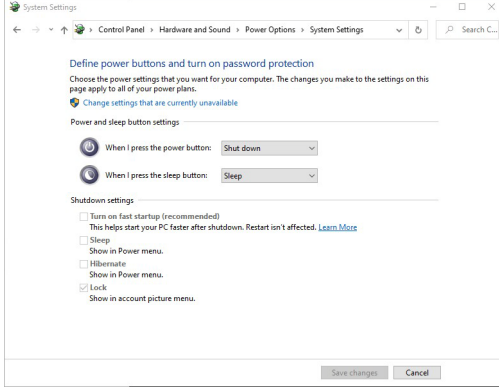 System Settings
Control Panel > Hardware and Sound > Power Options > System Settings
Search C...
Define power buttons and turn on password protection
Choose the power settings that you want for your computer. The changes you make to the settings on this
page apply to all of your power plans.
Change settings that are currently unavailable
Power and sleep button settings
When I press the power button: Shut down
When I press the sleep button: Sleep
Shutdown settings
Turn on fast startup (recommended)
This helps start your PC faster after shutdown. Restart isn't affected. Learn More
Sleep
Show in Power menu.
Hibernate
Show in Power menu.
Lock
Show in account picture menu.
Save changes Cancel